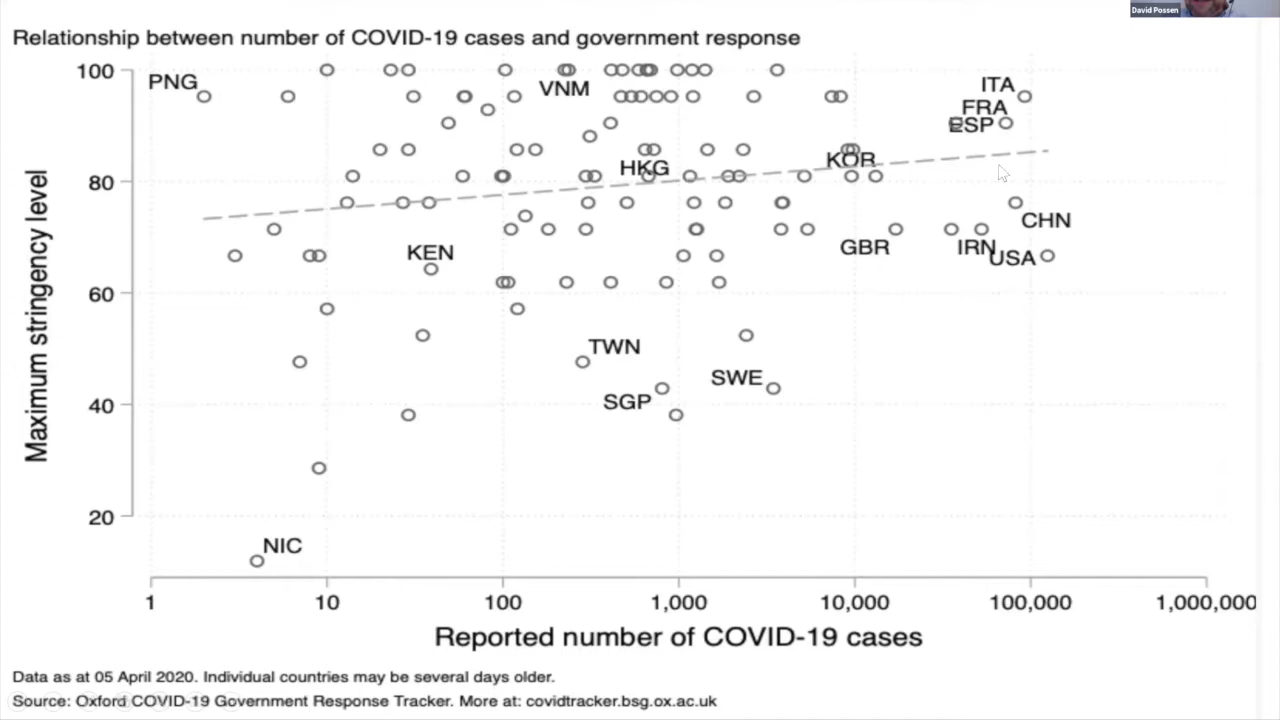 David Possen
Relationship between number of COVID-19 cases and government response
Maximum stringency level
100
80
60
40
20
PNG
VNM
ITA
FRA
ESP
HKG
KOR
CHN
KEN
GBR
IRN
USA
TWN
SWE
SGP
NIC
1
10
100
1,000
10,000
100,000
1,000,000
Reported number of COVID-19 cases
Data as at 05 April 2020. Individual countries may be several days older.
Source: Oxford COVID-19 Government Response Tracker. More at: covidtracker.bsg.ox.ac.uk